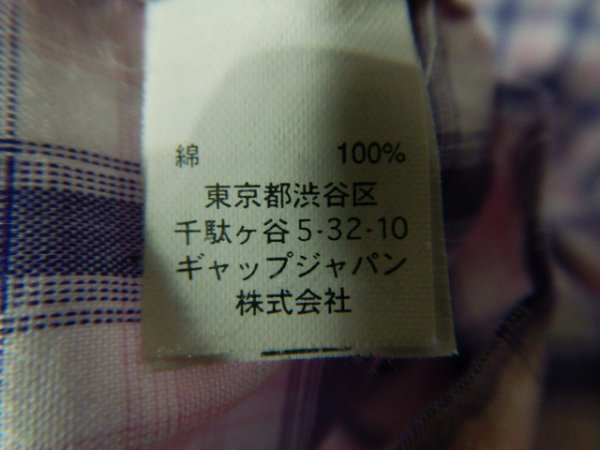 綿 100%
東京都渋谷区
千駄ヶ谷5-32-10
ギャップジャパン
株式会社